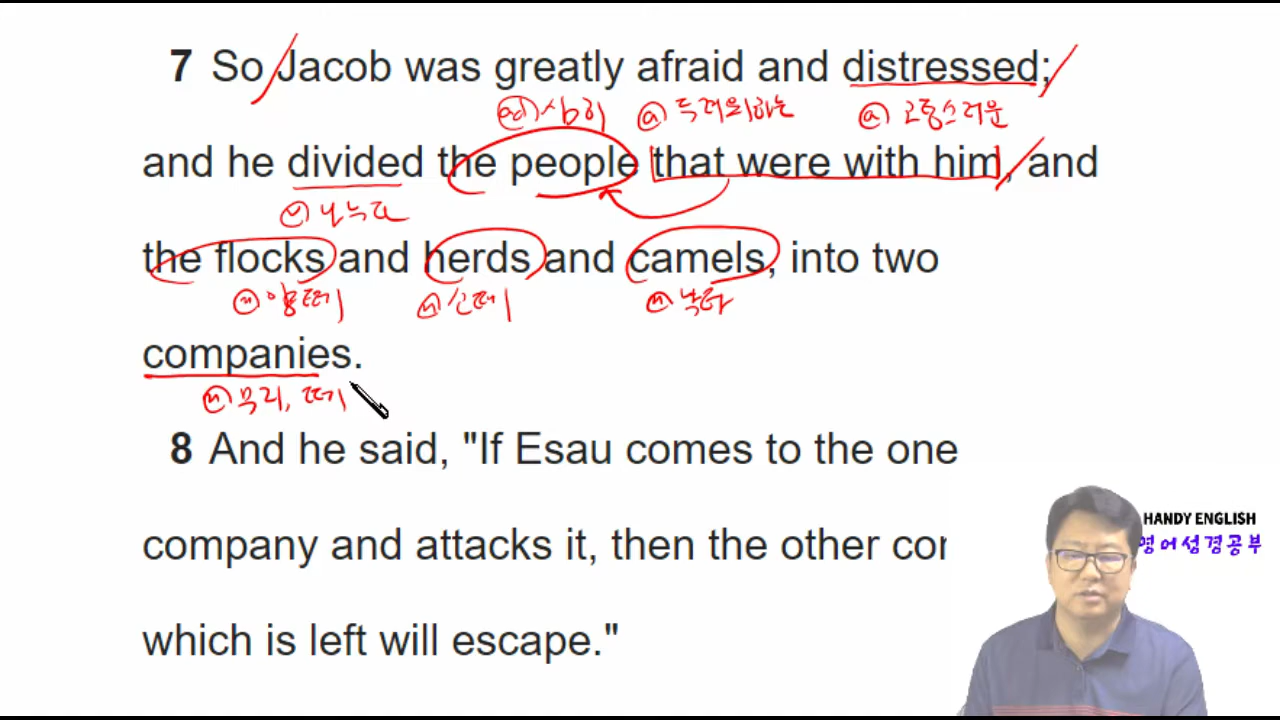 7 So Jacob was greatly afraid and distressed;
ad 심히 a 두려워하는 a 고통스러운
and he divided the people that were with him, and
v 나누다
the flocks and herds and camels, into two
n 양떼 n 소떼 n 낙타
companies.
n 무리, 떼
8 And he said, "If Esau comes to the one
company and attacks it, then the other cor
which is left will escape."
HANDY ENGLISH
영어성경공부